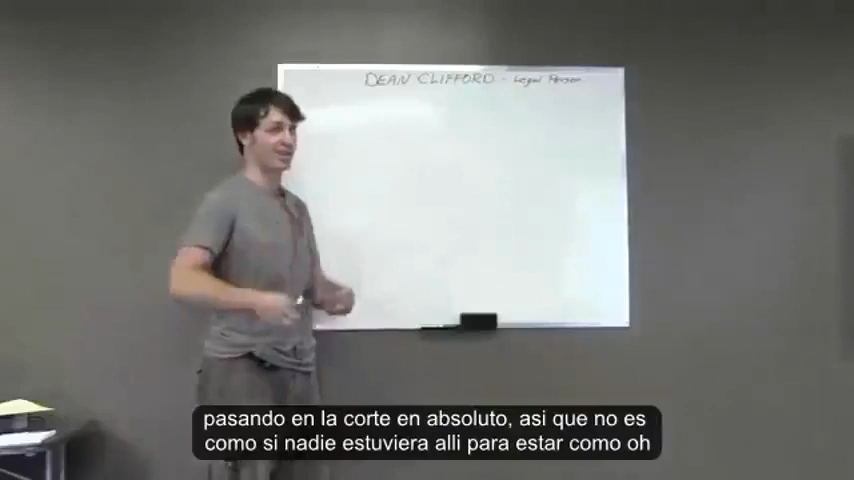 DEAN CLIFFORD - Legal Person
pasando en la corte en absoluto, asi que no es
como si nadie estuviera alli para estar como oh